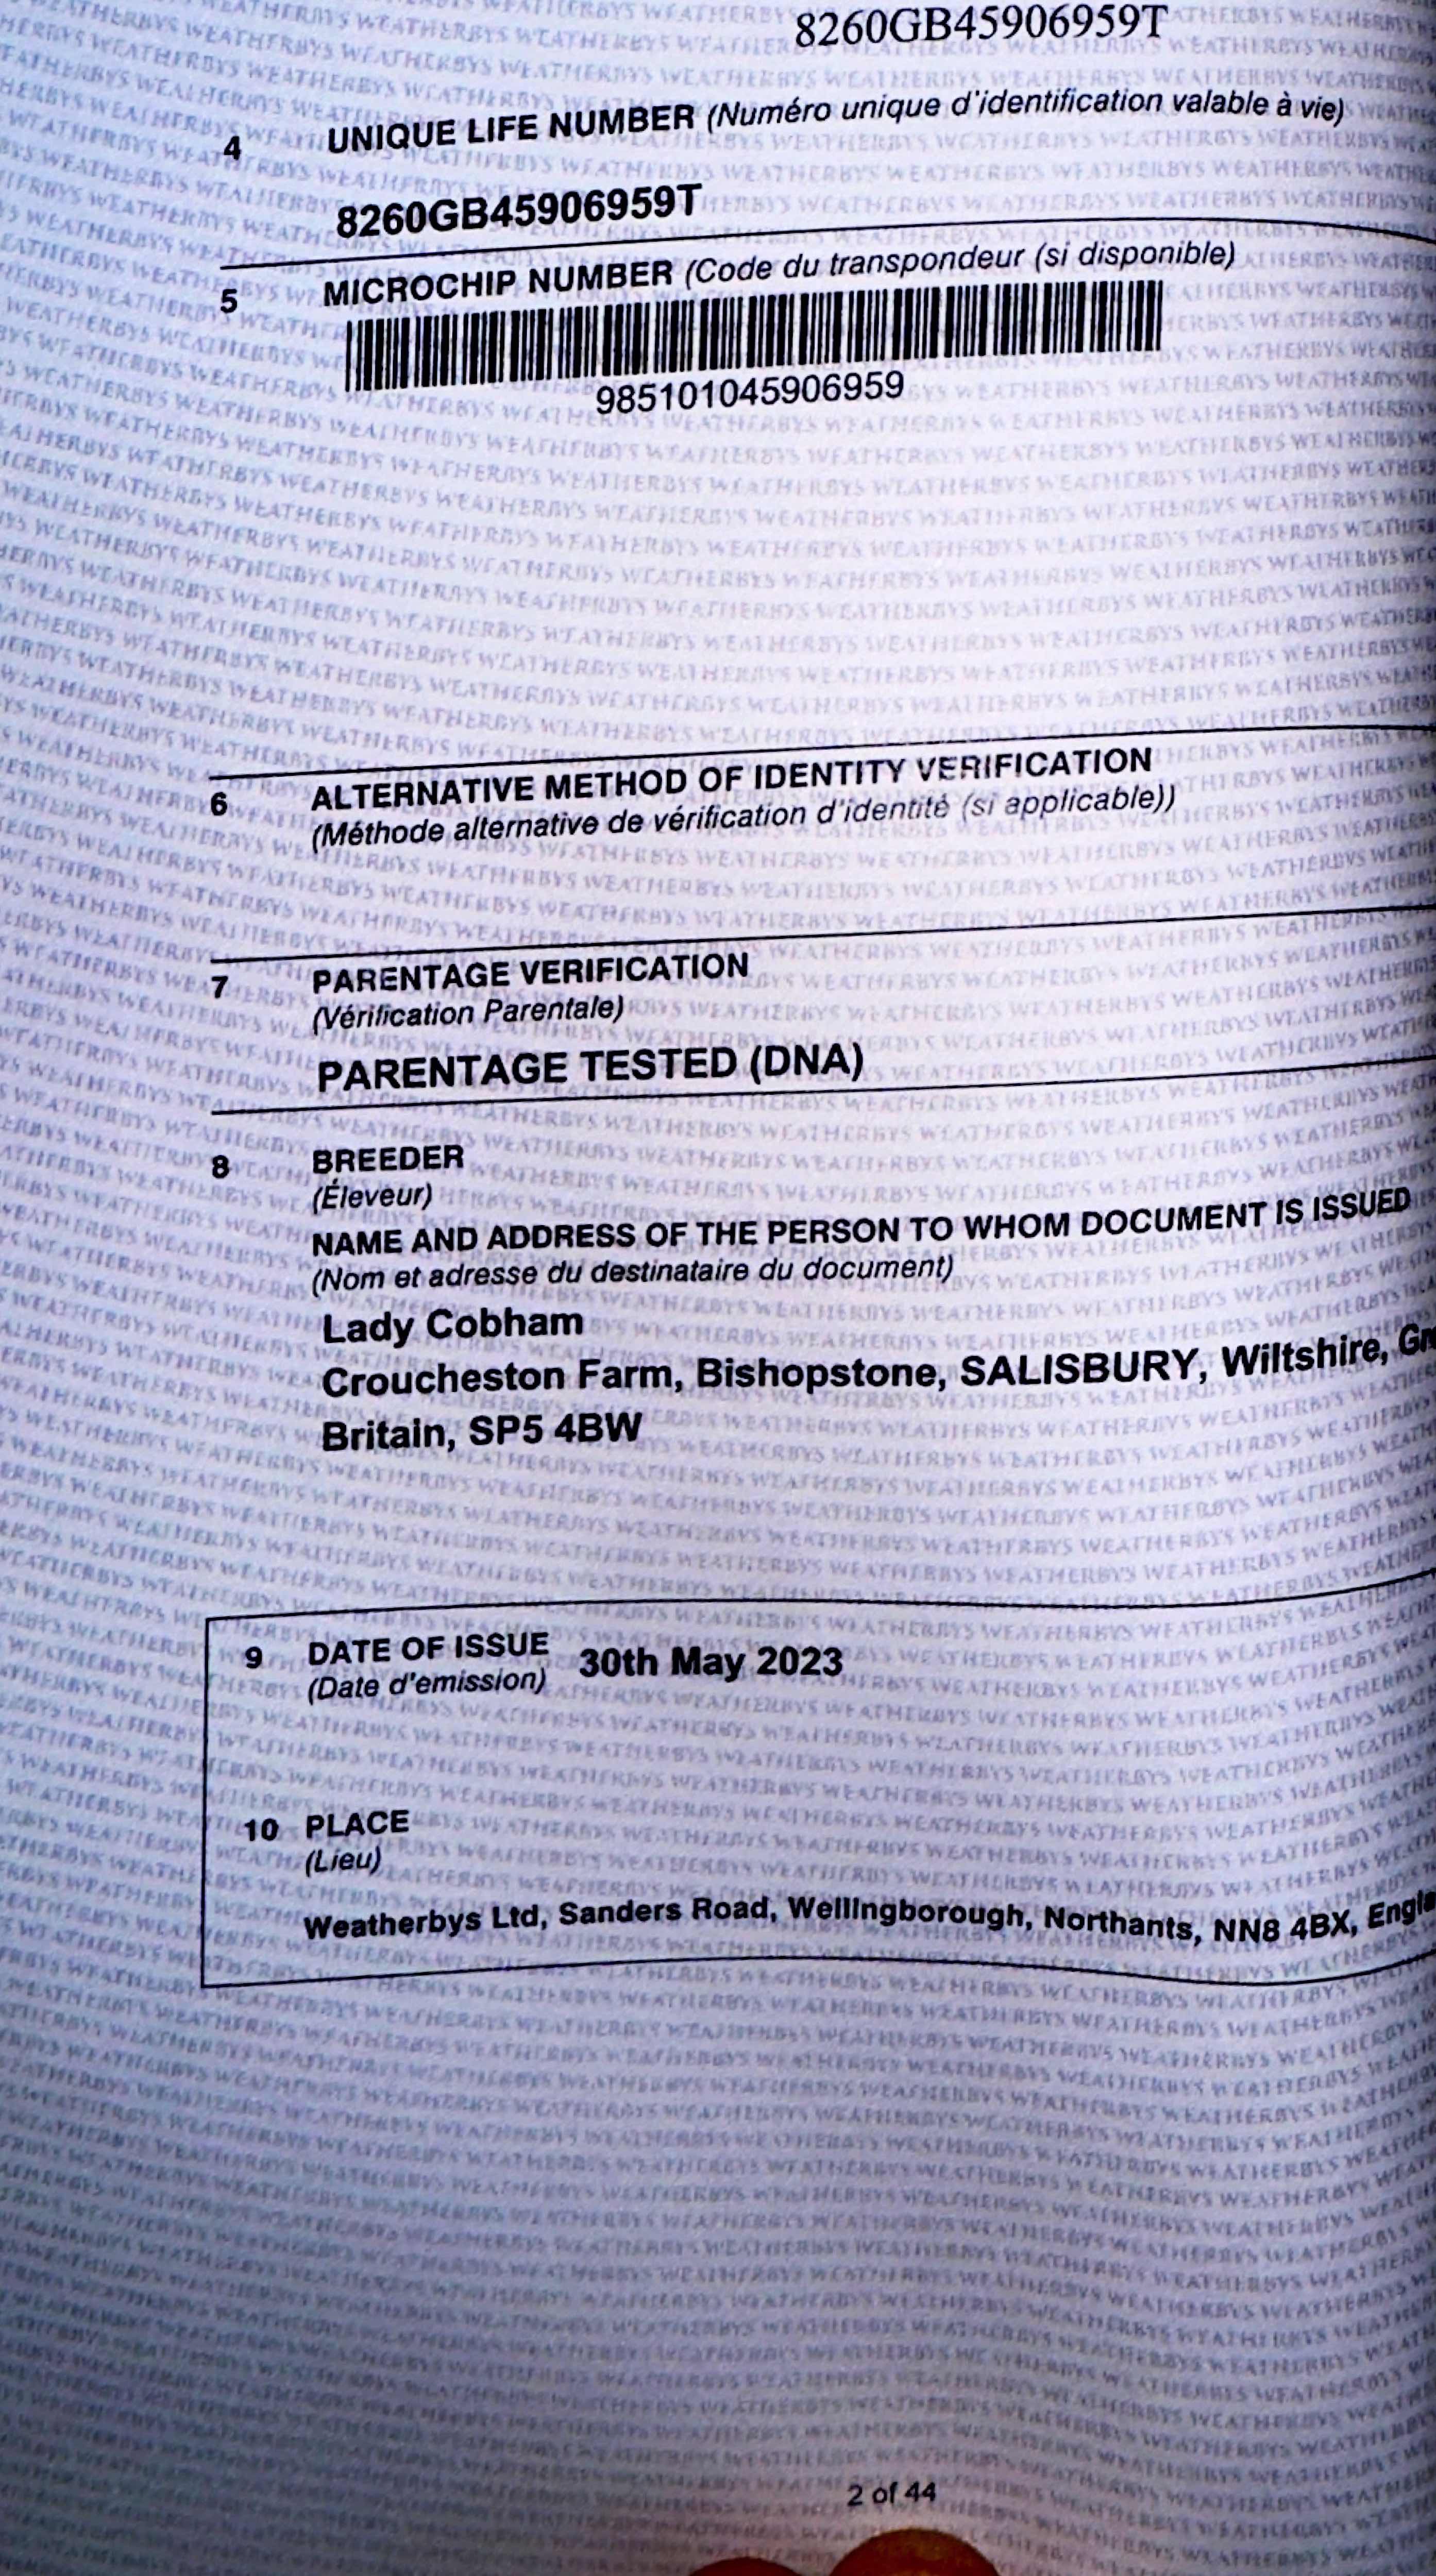 8260GB45906959T
4 UNIQUE LIFE NUMBER (Numéro unique d'identification valable à vie)
8260GB45906959T
5 MICROCHIP NUMBER (Code du transpondeur (si disponible)
985101045906959
6 ALTERNATIVE METHOD OF IDENTITY VERIFICATION
(Méthode alternative de vérification d'identité (si applicable))
7 PARENTAGE VERIFICATION
(Vérification Parentale)
PARENTAGE TESTED (DNA)
8 BREEDER
(Éleveur)
NAME AND ADDRESS OF THE PERSON TO WHOM DOCUMENT IS ISSUED
(Nom et adresse du destinataire du document)
Lady Cobham
Croucheston Farm, Bishopstone, SALISBURY, Wiltshire, Gr
Britain, SP5 4BW
9 DATE OF ISSUE 30th May 2023
(Date d'emission)
10 PLACE
(Lieu)
Weatherbys Ltd, Sanders Road, Wellingborough, Northants, NN8 4BX, Engla
2 of 44